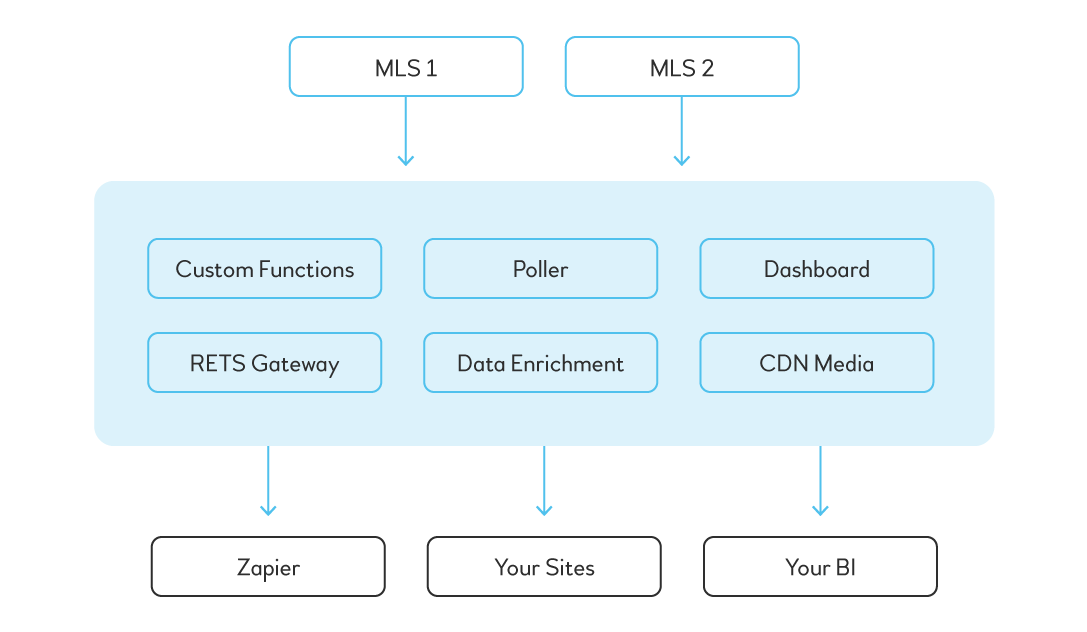 MLS 1
MLS 2
Custom Functions
Poller
Dashboard
RETS Gateway
Data Enrichment
CDN Media
Zapier
Your Sites
Your BI